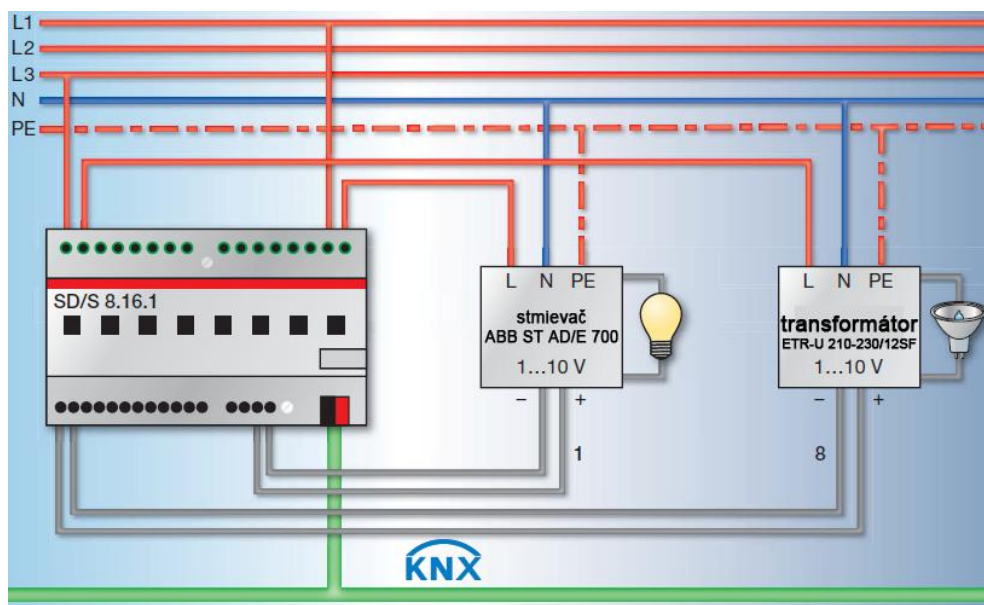 L1
L2
L3
N
PE
SD/S 8.16.1
L N PE
stmievač
ABB ST AD/E 700
1...10 V
– +
1
L N PE
transformátor
ETR-U 210-230/12SF
1...10 V
– +
8
KNX